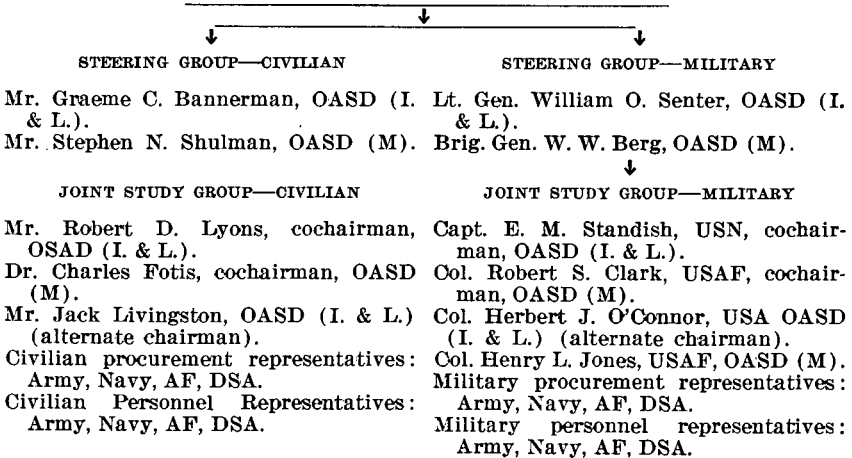 STEERING GROUP—CIVILIAN
Mr. Graeme C. Bannerman, OASD (I.
& L.).
Mr. Stephen N. Shulman, OASD (M).
JOINT STUDY GROUP—CIVILIAN
Mr. Robert D. Lyons, cochairman,
OSAD (I. & L.).
Dr. Charles Fotis, cochairman, OASD
(M).
Mr. Jack Livingston, OASD (I. & L.)
(alternate chairman).
Civilian procurement representatives:
Army, Navy, AF, DSA.
Civilian Personnel Representatives:
Army, Navy, AF, DSA.
STEERING GROUP—MILITARY
Lt. Gen. William O. Senter, OASD (I.
& L.).
Brig. Gen. W. W. Berg, OASD (M).
JOINT STUDY GROUP—MILITARY
Capt. E. M. Standish, USN, cochair-
man, OASD (I. & L.).
Col. Robert S. Clark, USAF, cochair-
man, OASD (M).
Col. Herbert J. O'Connor, USA OASD
(I. & L.) (alternate chairman).
Col. Henry L. Jones, USAF, OASD (M).
Military procurement representatives:
Army, Navy, AF, DSA.
Military personnel representatives:
Army, Navy, AF, DSA.